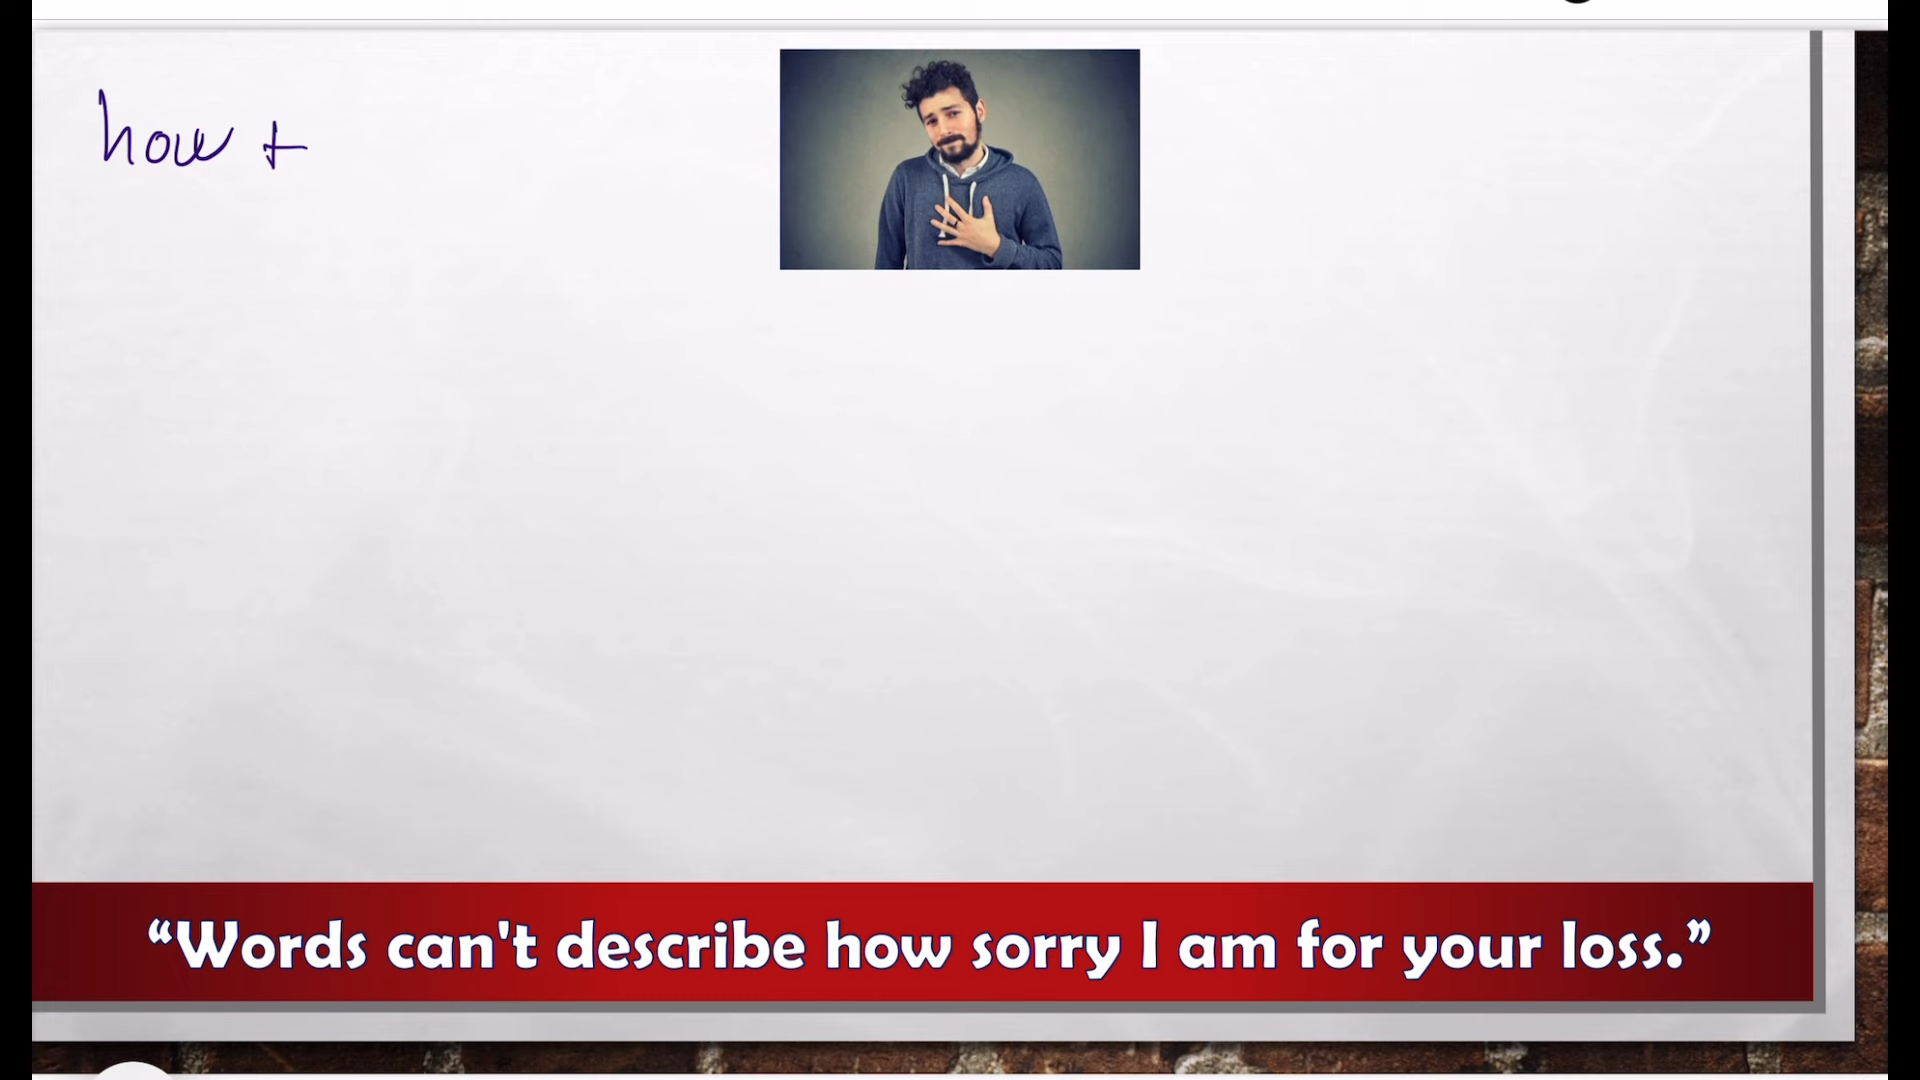 how +
“Words can't describe how sorry I am for your loss.”